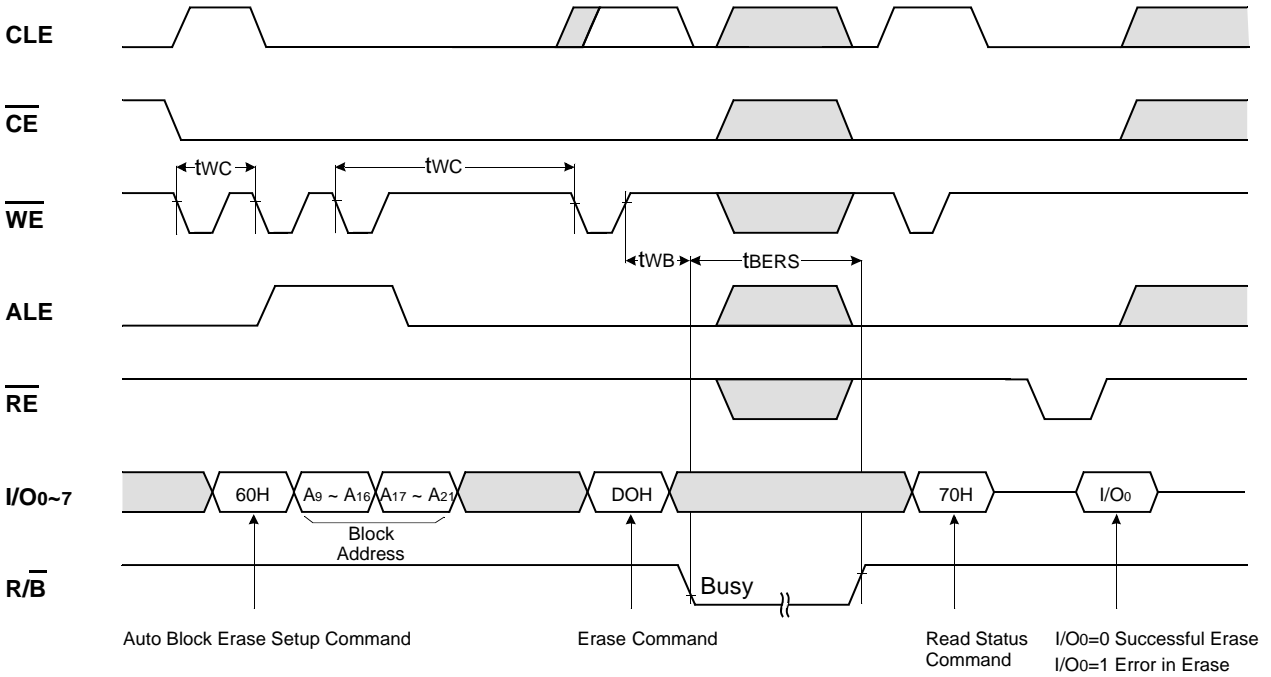 CLE
CE
tWC
tWC
WE
tWB
tBERS
ALE
RE
I/O0~7
60H
A9 ~ A16
A17 ~ A21
DOH
70H
I/O0
Block
Address
R/B
Busy
Auto Block Erase Setup Command
Erase Command
Read Status
Command
I/O0=0 Successful Erase
I/O0=1 Error in Erase